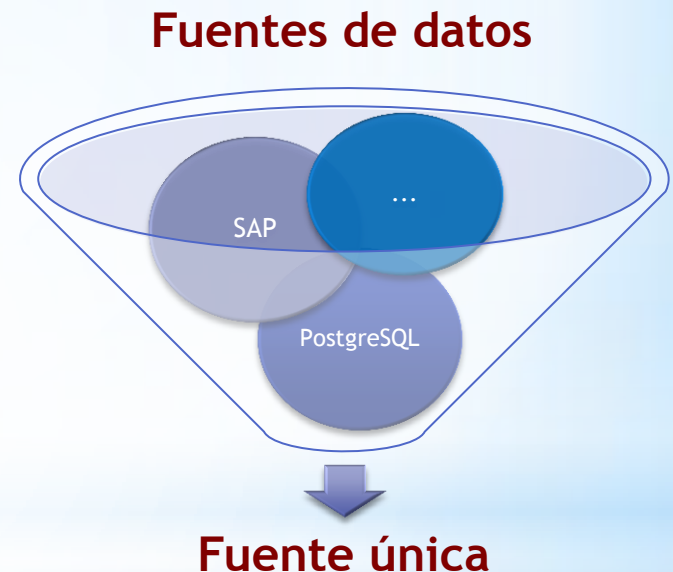 Fuentes de datos
...
SAP
PostgreSQL
Fuente única